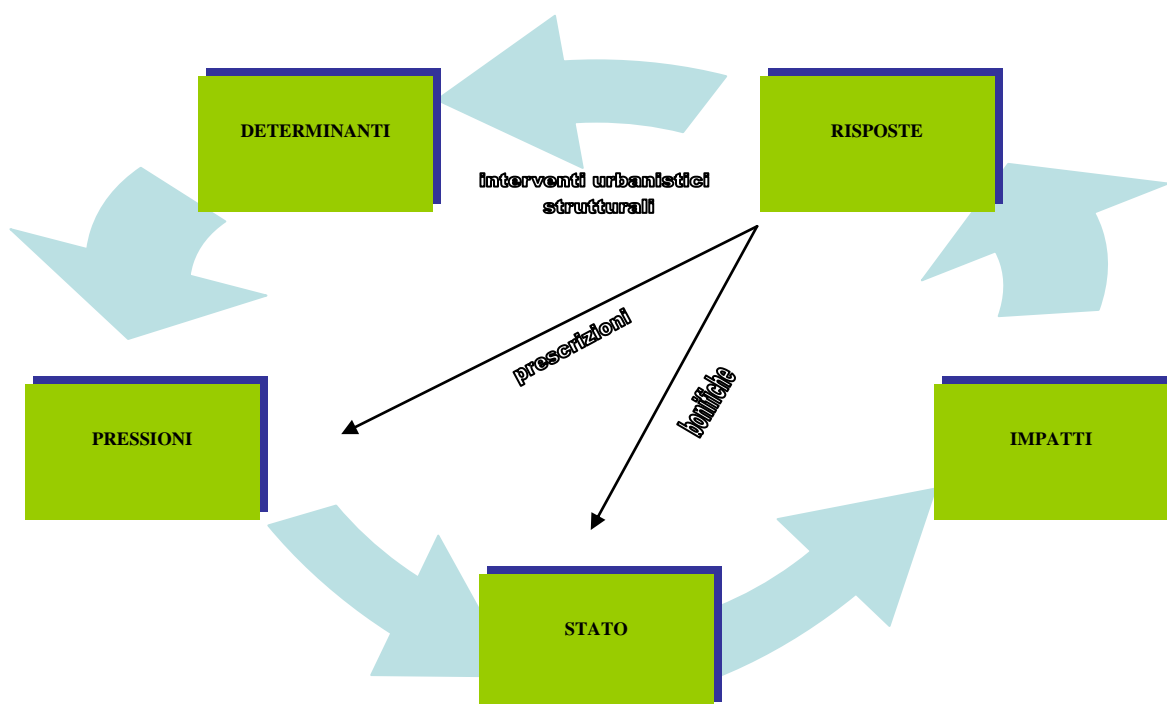 DETERMINANTI
RISPOSTE
interventi urbanistici
strutturali
prescrizioni
bonifiche
PRESSIONI
IMPATTI
STATO